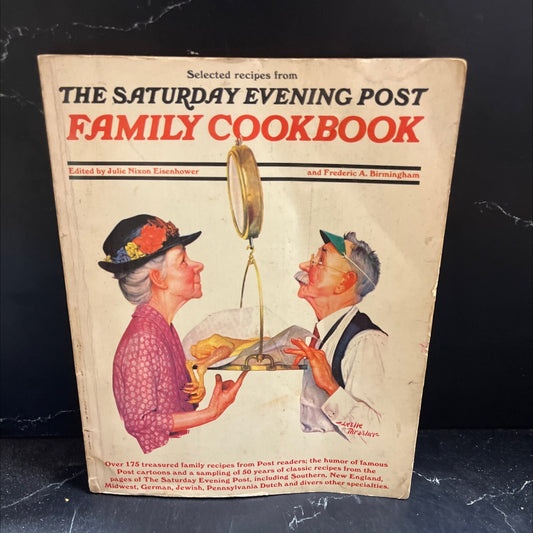 Selected recipes from
THE SATURDAY EVENING POST
FAMILY COOKBOOK
Edited by Julie Nixon Eisenhower and Frederic A. Birmingham
Leslie
Thrasher
Over 175 treasured family recipes from Post readers; the humor of famous
Post cartoons and a sampling of 50 years of classic recipes from the
pages of The Saturday Evening Post, including Southern, New England,
Midwest, German, Jewish, Pennsylvania Dutch and divers other specialties.